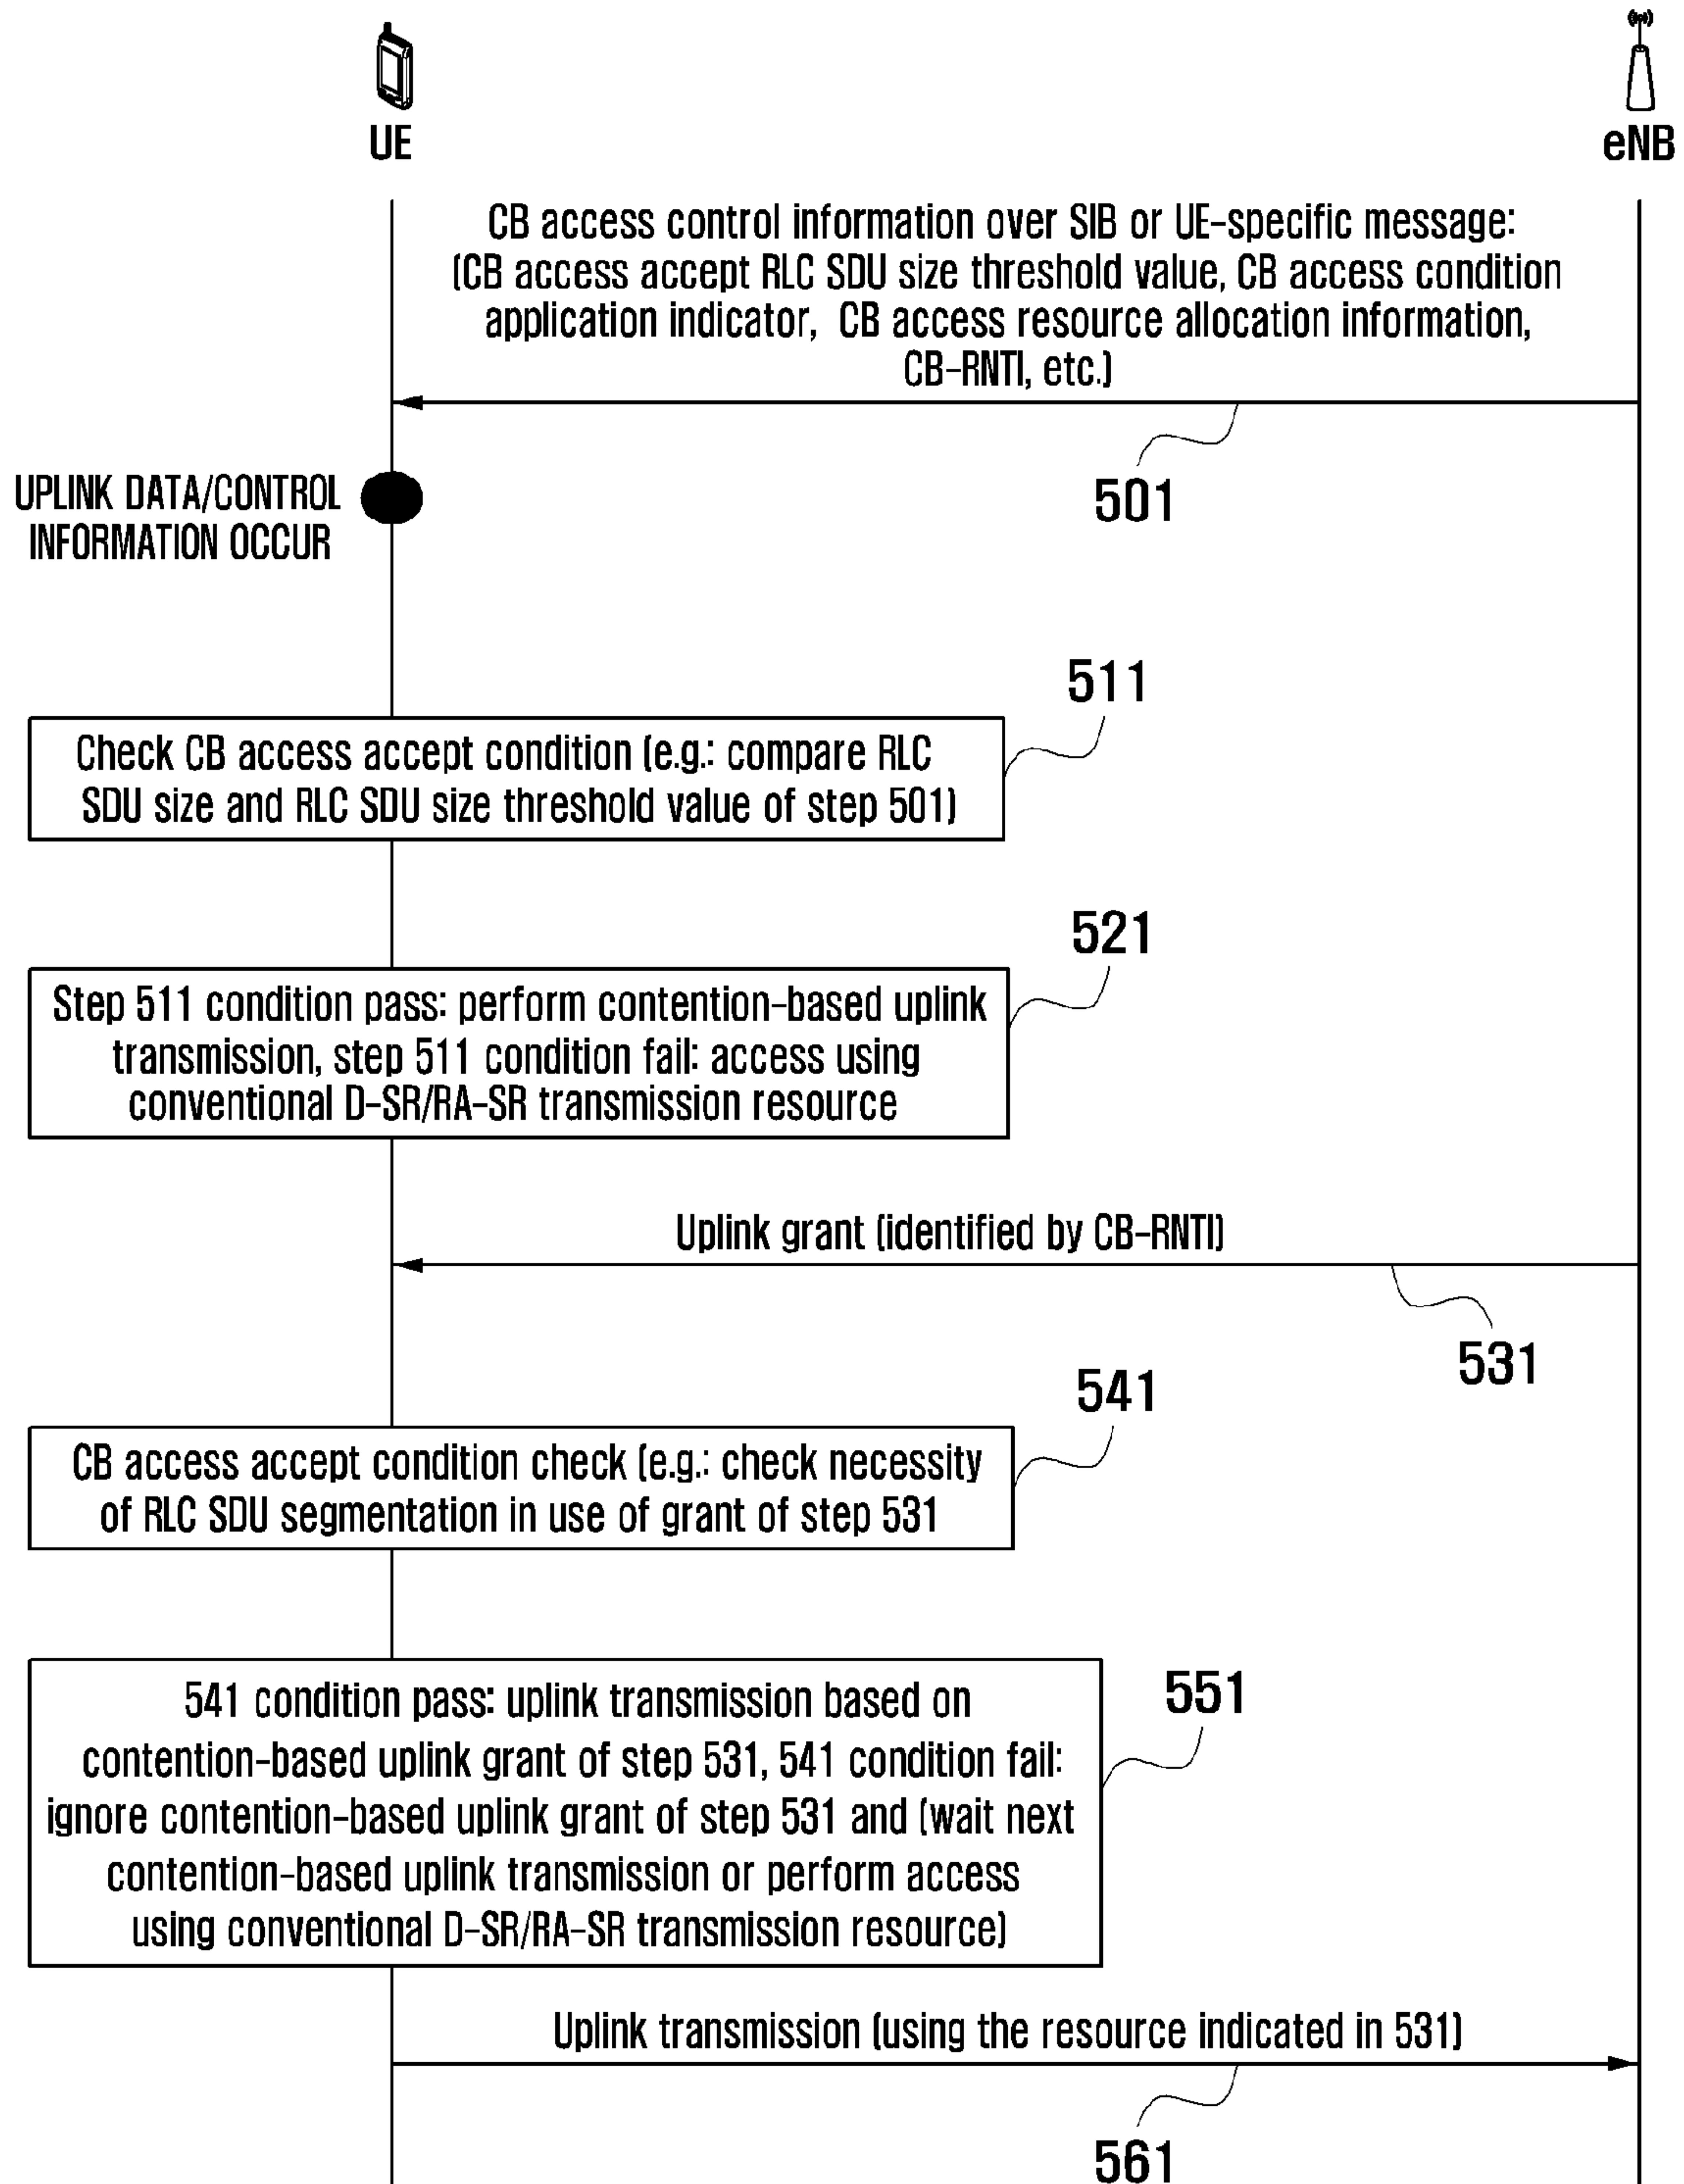 UE
eNB
CB access control information over SIB or UE-specific message:
(CB access accept RLC SDU size threshold value, CB access condition
application indicator, CB access resource allocation information,
CB-RNTI, etc.)
501
UPLINK DATA/CONTROL
INFORMATION OCCUR
511
Check CB access accept condition (e.g.: compare RLC
SDU size and RLC SDU size threshold value of step 501)
521
Step 511 condition pass: perform contention-based uplink
transmission, step 511 condition fail: access using
conventional D-SR/RA-SR transmission resource
Uplink grant (identified by CB-RNTI)
531
541
CB access accept condition check (e.g.: check necessity
of RLC SDU segmentation in use of grant of step 531
551
541 condition pass: uplink transmission based on
contention-based uplink grant of step 531, 541 condition fail:
ignore contention-based uplink grant of step 531 and (wait next
contention-based uplink transmission or perform access
using conventional D-SR/RA-SR transmission resource)
Uplink transmission (using the resource indicated in 531)
561